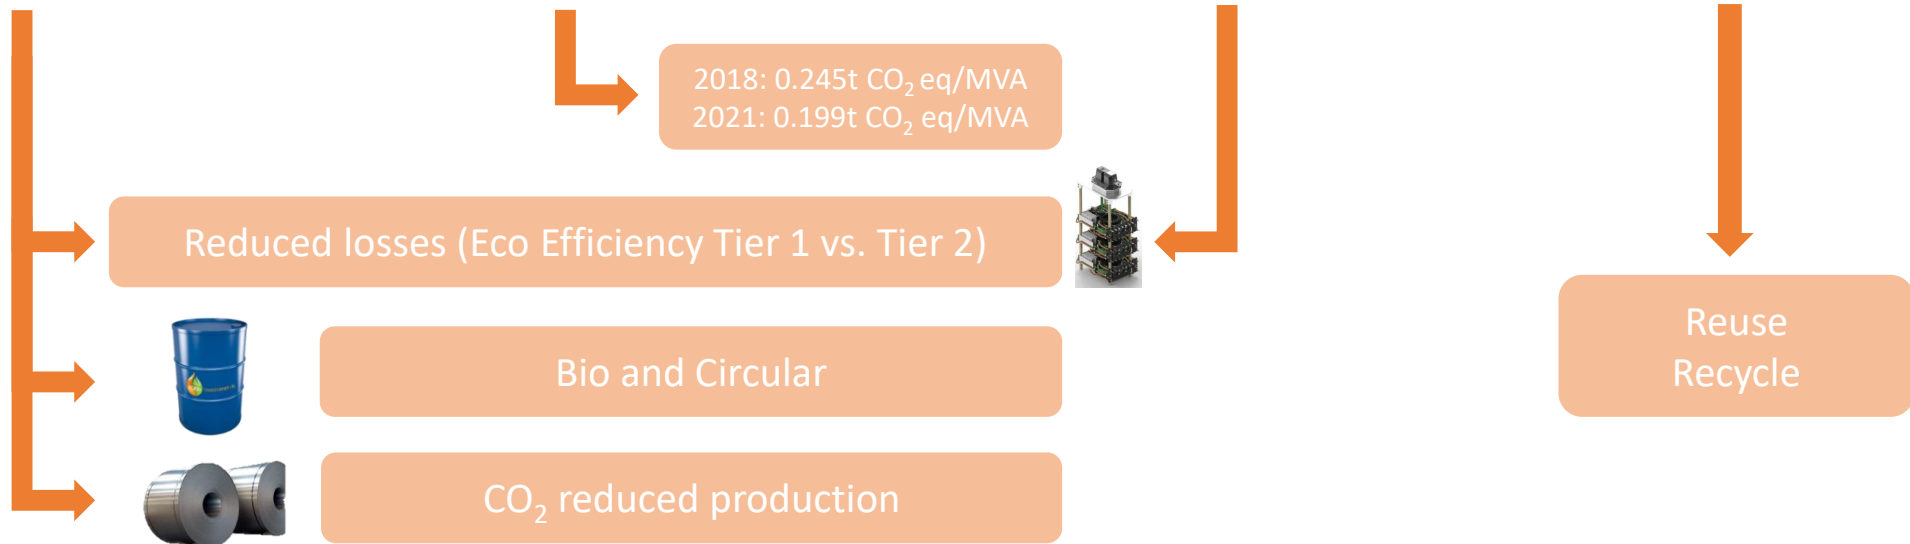 2018: 0.245t CO₂ eq/MVA
2021: 0.199t CO₂ eq/MVA
Reduced losses (Eco Efficiency Tier 1 vs. Tier 2)
Bio and Circular
Reuse
Recycle
CO₂ reduced production